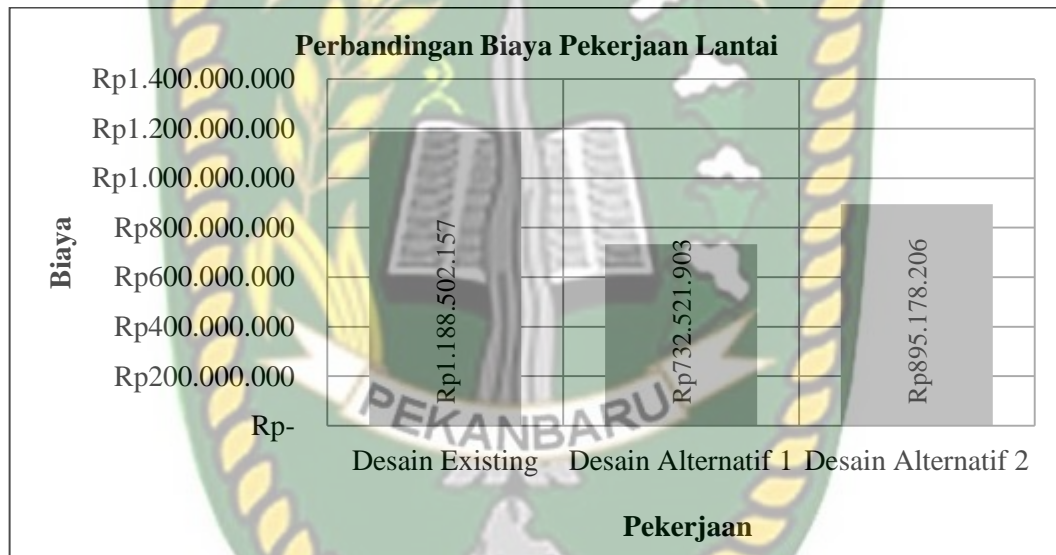 Perbandingan Biaya Pekerjaan Lantai
Rp1.400.000.000
Rp1.200.000.000
Rp1.000.000.000
Rp800.000.000
Rp600.000.000
Rp400.000.000
Rp200.000.000
Rp-
Biaya
Rp1.188.502.157
Rp732.521.903
Rp895.178.206
PEKANBARU
Desain Existing
Desain Alternatif 1
Desain Alternatif 2
Pekerjaan